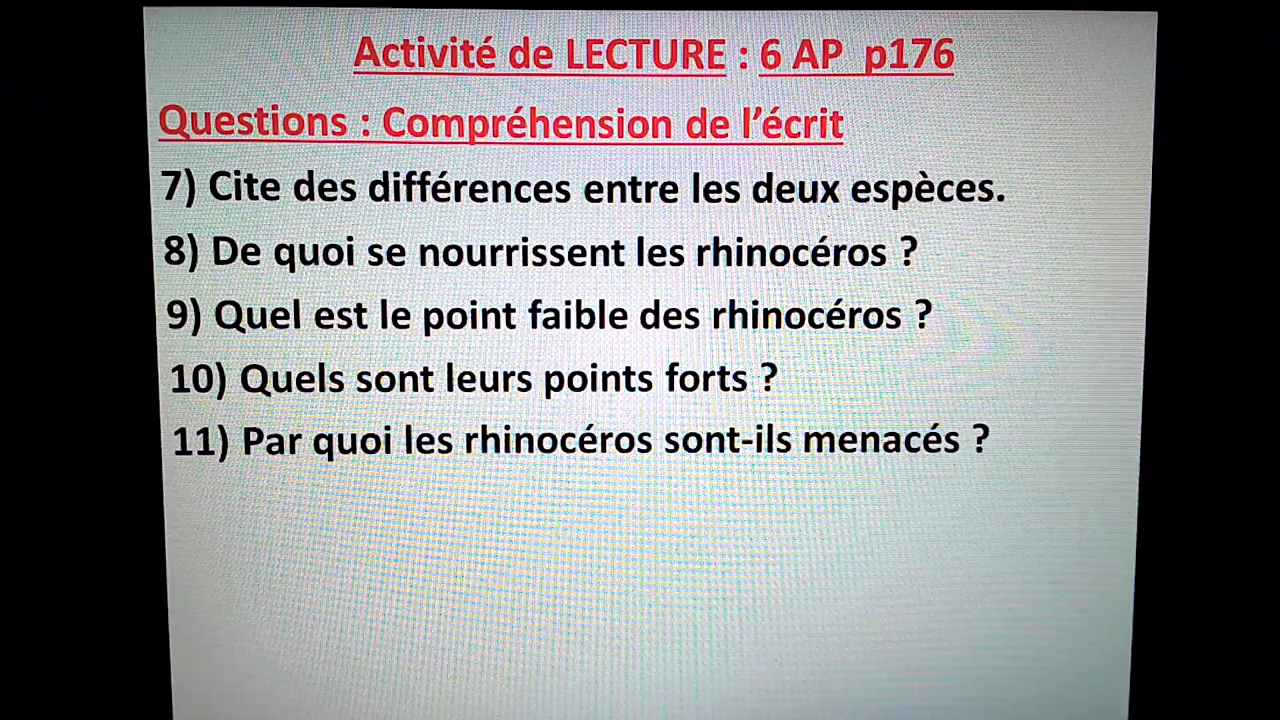 Activité de LECTURE : 6 AP p176
Questions : Compréhension de l'écrit
7) Cite des différences entre les deux espèces.
8) De quoi se nourrissent les rhinocéros ?
9) Quel est le point faible des rhinocéros ?
10) Quels sont leurs points forts ?
11) Par quoi les rhinocéros sont-ils menacés ?